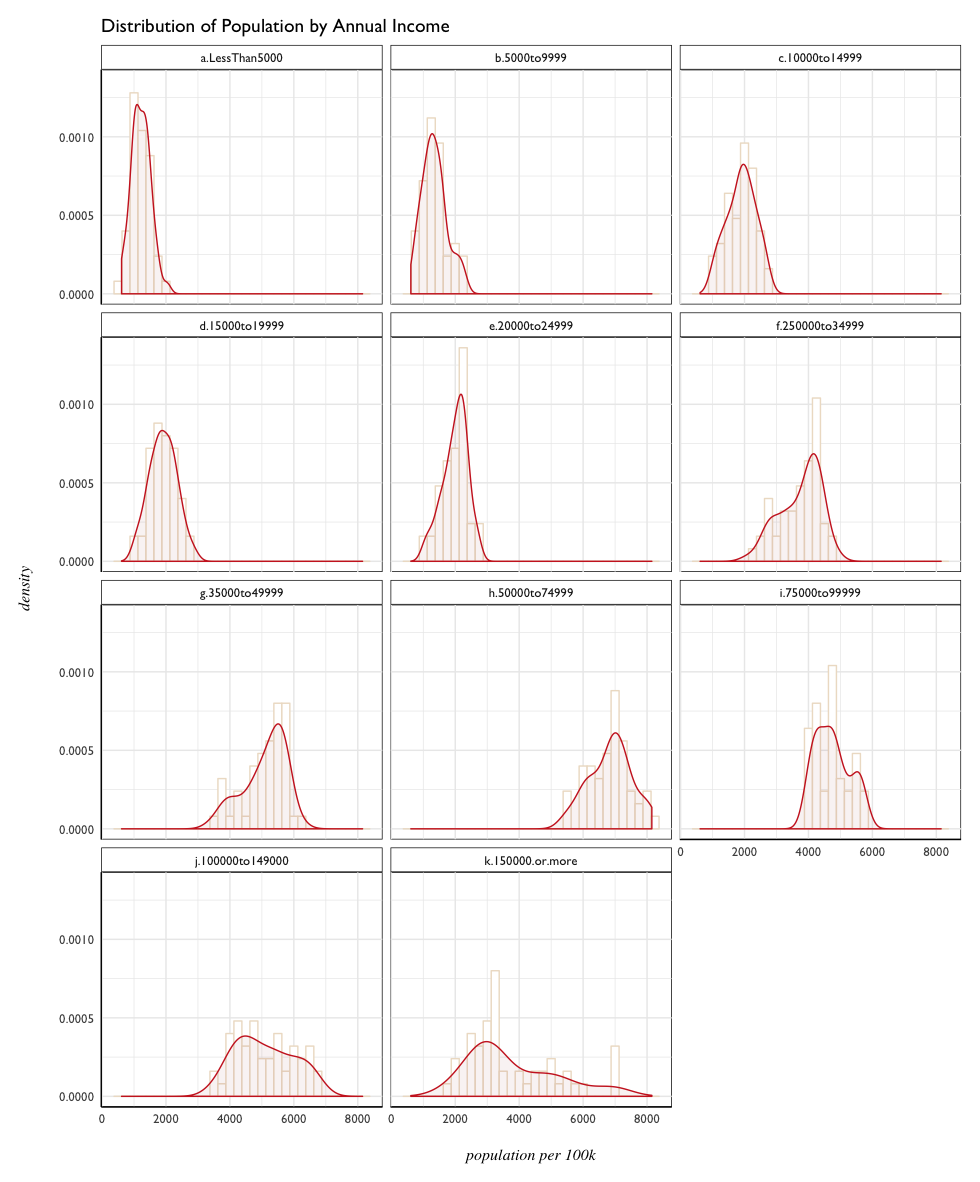 Distribution of Population by Annual Income
a.LessThan5000
b.5000to9999
c.10000to14999
0.0010
0.0005
0.0000
d.15000to19999
e.20000to24999
f.250000to34999
0.0010
0.0005
0.0000
density
g.35000to49999
h.50000to74999
i.75000to99999
0.0010
0.0005
0.0000
0 2000 4000 6000 8000
j.100000to149000
k.150000.or.more
0.0010
0.0005
0.0000
0 2000 4000 6000 8000
0 2000 4000 6000 8000
population per 100k